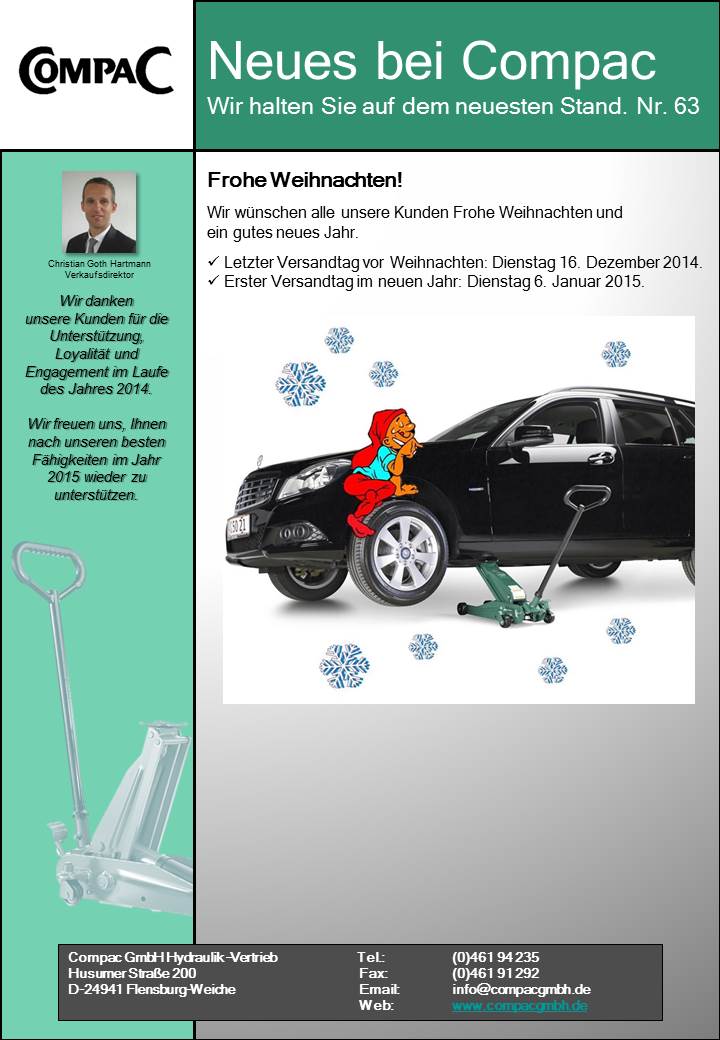 COMPAC
Neues bei Compac
Wir halten Sie auf dem neuesten Stand. Nr. 63
Christian Goth Hartmann
Verkaufsdirektor
Wir danken
unsere Kunden für die
Unterstützung,
Loyalität und
Engagement im Laufe
des Jahres 2014.
Wir freuen uns, Ihnen
nach unseren besten
Fähigkeiten im Jahr
2015 wieder zu
unterstützen.
Frohe Weihnachten!
Wir wünschen alle unsere Kunden Frohe Weihnachten und
ein gutes neues Jahr.
✓ Letzter Versandtag vor Weihnachten: Dienstag 16. Dezember 2014.
✓ Erster Versandtag im neuen Jahr: Dienstag 6. Januar 2015.
Compac GmbH Hydraulik-Vertrieb Tel.: (0)461 94 235
Husumer Straße 200 Fax: (0)461 91 292
D-24941 Flensburg-Weiche Email: info@compacgmbh.de
Web: www.compacgmbh.de